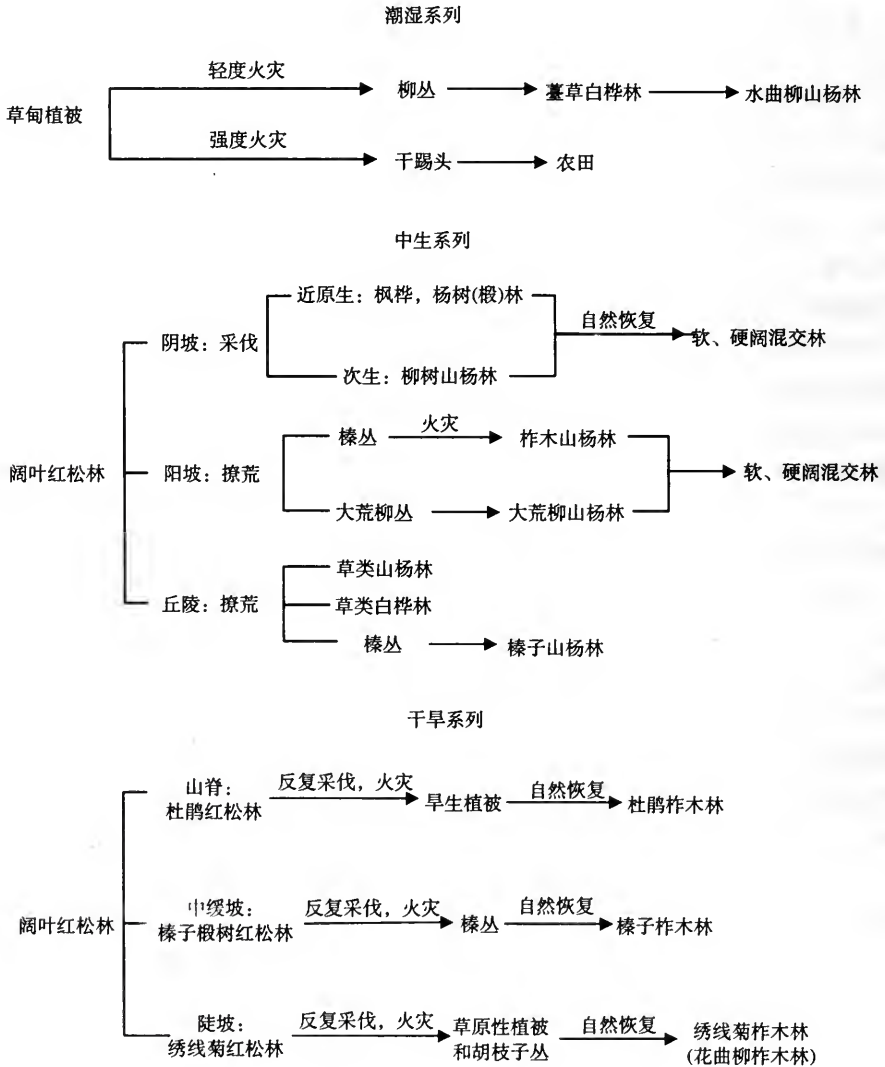 潮湿系列
轻度火灾
柳丛
薹草白桦林
水曲柳山杨林
草甸植被
强度火灾
干踢头
农田
中生系列
近原生：枫桦，杨树(椴)林
自然恢复
阴坡：采伐
软、硬阔混交林
次生：柳树山杨林
榛丛
火灾
柞木山杨林
阔叶红松林
阳坡：撩荒
软、硬阔混交林
大荒柳丛
大荒柳山杨林
草类山杨林
丘陵：撩荒
草类白桦林
榛丛
榛子山杨林
干旱系列
山脊：
杜鹃红松林
反复采伐，火灾
旱生植被
自然恢复
杜鹃柞木林
阔叶红松林
中缓坡：
榛子椴树红松林
反复采伐，火灾
榛丛
自然恢复
榛子柞木林
陡坡：
绣线菊红松林
反复采伐，火灾
草原性植被
和胡枝子丛
自然恢复
绣线菊柞木林
(花曲柳柞木林)